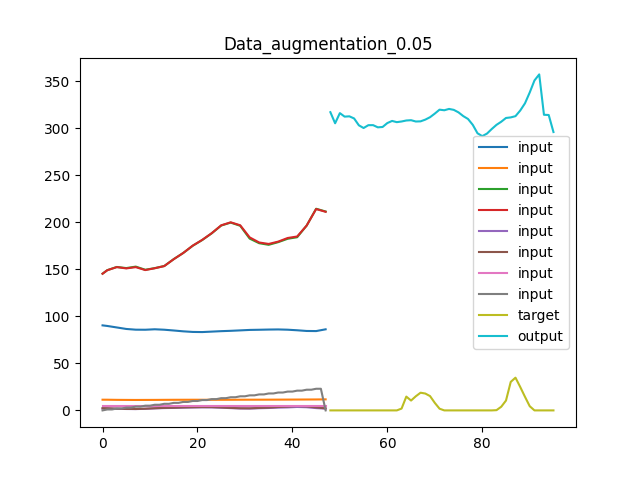 Data_augmentation_0.05
350
300
250
200
150
100
50
0
input
input
input
input
input
input
input
input
target
output
0
20
40
60
80